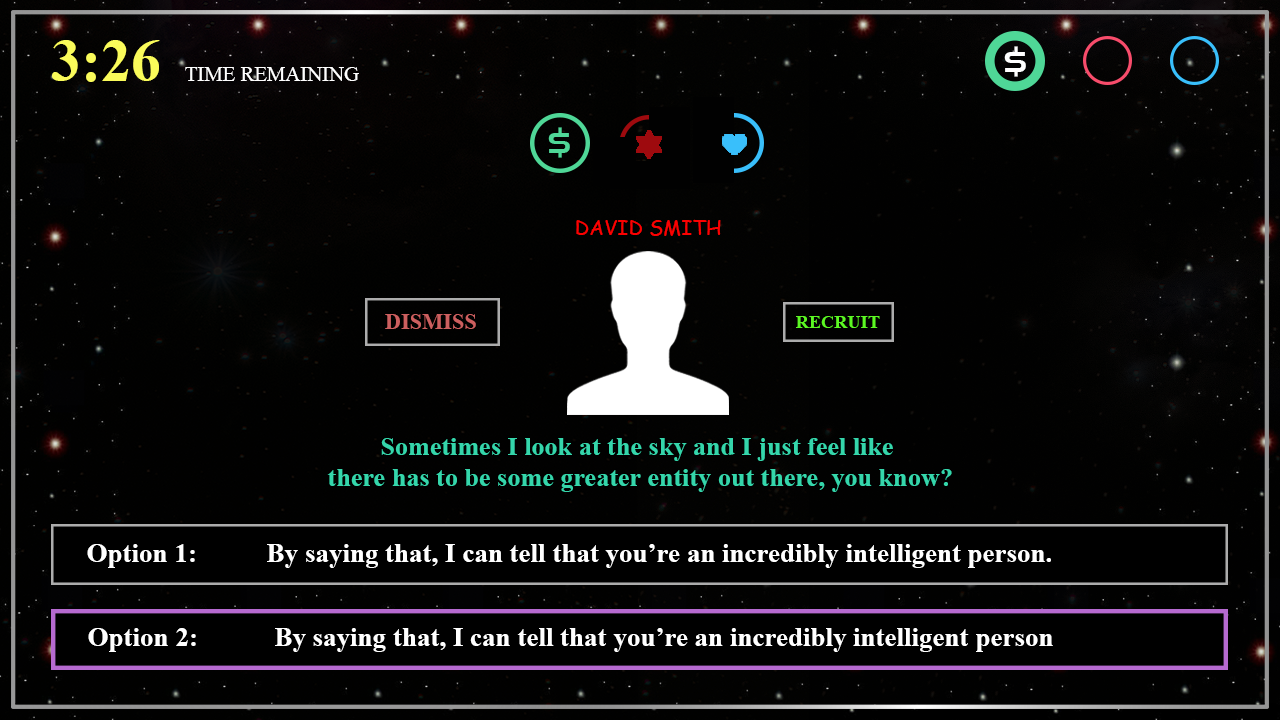 3:26 TIME REMAINING $
$
DAVID SMITH
DISMISS RECRUIT
Sometimes I look at the sky and I just feel like
there has to be some greater entity out there, you know?
Option 1: By saying that, I can tell that you’re an incredibly intelligent person.
Option 2: By saying that, I can tell that you’re an incredibly intelligent person